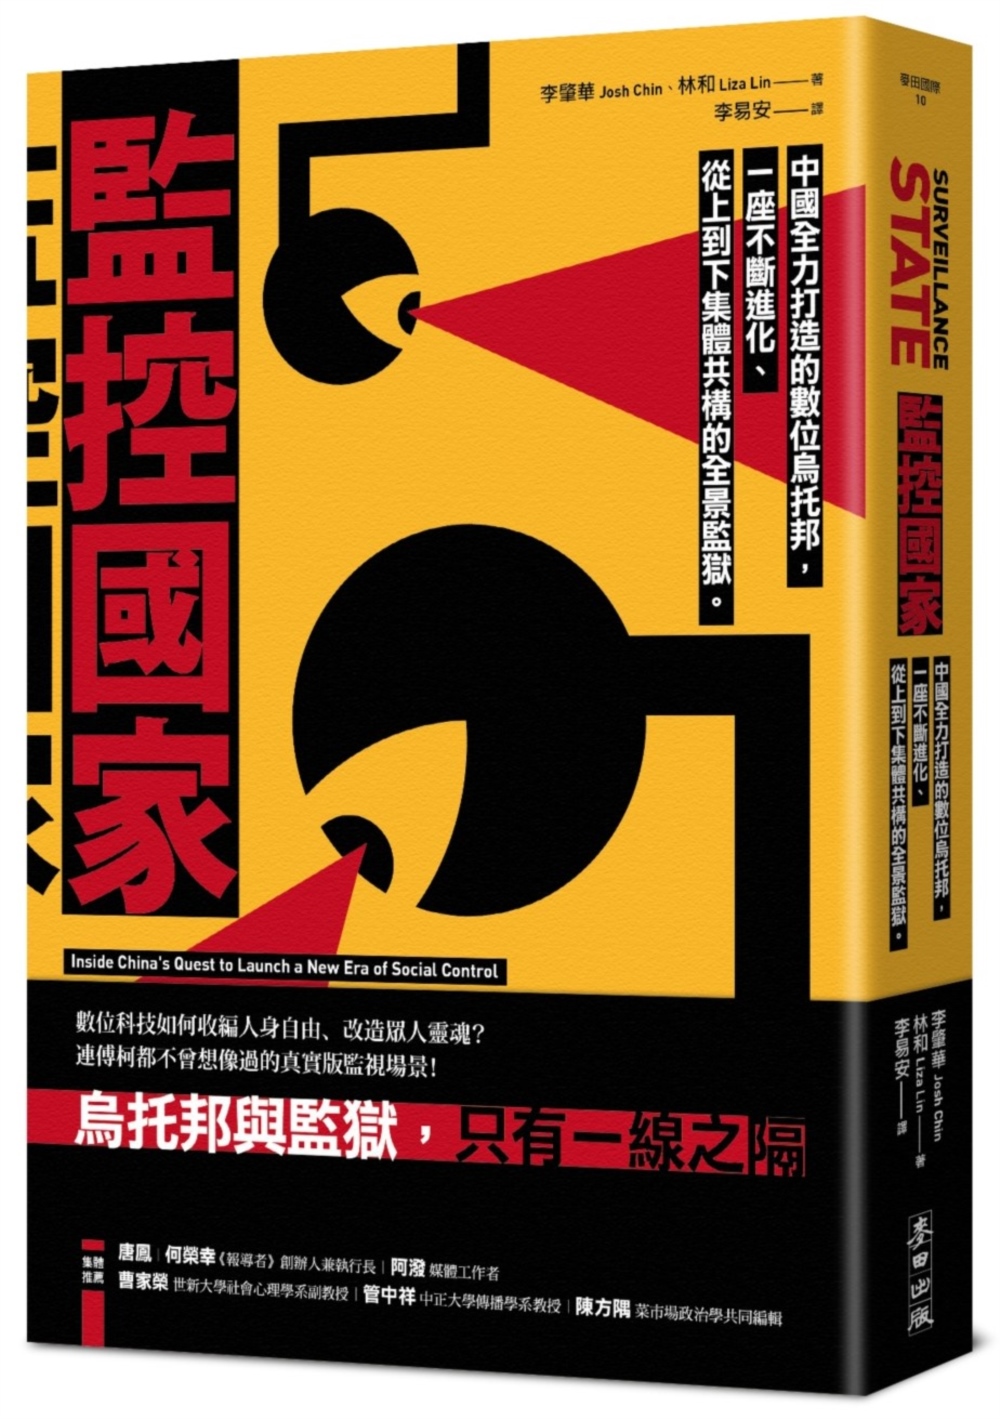 監控國家
李肇華 Josh Chin、林和 Liza Lin——著
李易安——譯
中國全力打造的數位烏托邦，
一座不斷進化、
從上到下集體共構的全景監獄。
Inside China's Quest to Launch a New Era of Social Control
數位科技如何收編人身自由、改造眾人靈魂？
連傅柯都不曾想像過的真實版監視場景！
烏托邦與監獄，只有一線之隔
集體
推薦
唐鳳｜何榮幸《報導者》創辦人兼執行長｜阿潑 媒體工作者
曹家榮 世新大學社會心理學系副教授｜管中祥 中正大學傳播學系教授｜陳方隅 菜市場政治學共同編輯
麥田國際
10
SURVEILLANCE
STATE
監控國家
中國全力打造的數位烏托邦，
一座不斷進化、
從上到下集體共構的全景監獄。
李肇華 Josh Chin
林和 Liza Lin——著
李易安——譯
麥田出版